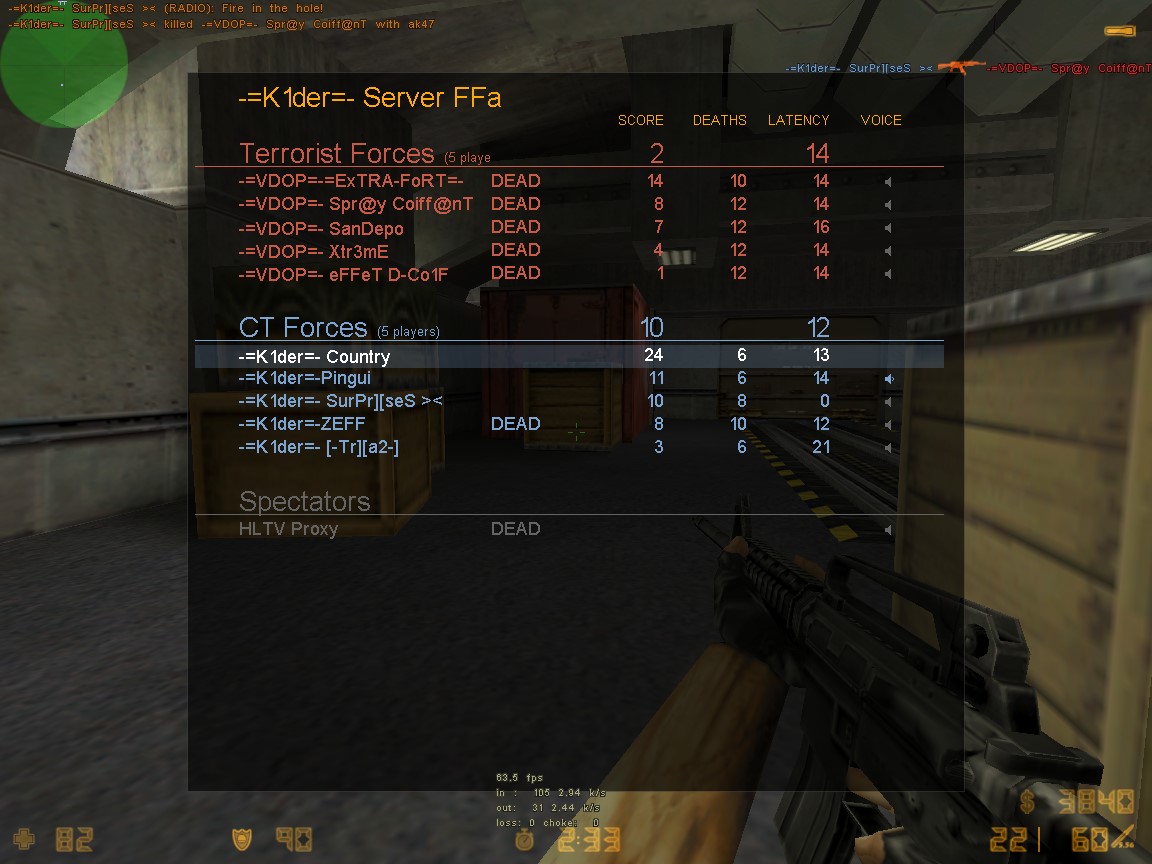 -=K1der=- SurPr][seS >< (RADIO): Fire in the hole!
-=K1der=- SurPr][seS >< killed -=VDOP=- Spr@y Coiff@nT with ak47
-=K1der=- SurPr][seS >< -=VDOP=- Spr@y Coiff@nT
-=K1der=- Server FFa
SCORE DEATHS LATENCY VOICE
Terrorist Forces (5 playe 2 14
-=VDOP=-=ExTRA-FoRT=- DEAD 14 10 14
-=VDOP=- Spr@y Coiff@nT DEAD 8 12 14
-=VDOP=- SanDepo DEAD 7 12 16
-=VDOP=- Xtr3mE DEAD 4 12 14
-=VDOP=- eFFeT D-Co1F DEAD 1 12 14
CT Forces (5 players) 10 12
-=K1der=- Country 24 6 13
-=K1der=-Pingui 11 6 14
-=K1der=- SurPr][seS >< 10 8 0
-=K1der=-ZEFF DEAD 8 10 12
-=K1der=- [-Tr][a2-] 3 6 21
Spectators
HLTV Proxy DEAD
63.5 fps
in : 105 2.94 k/s
out: 31 2.44 k/s
loss: 0 choke: 0
$ 3840
82 90 2:33 22| 60